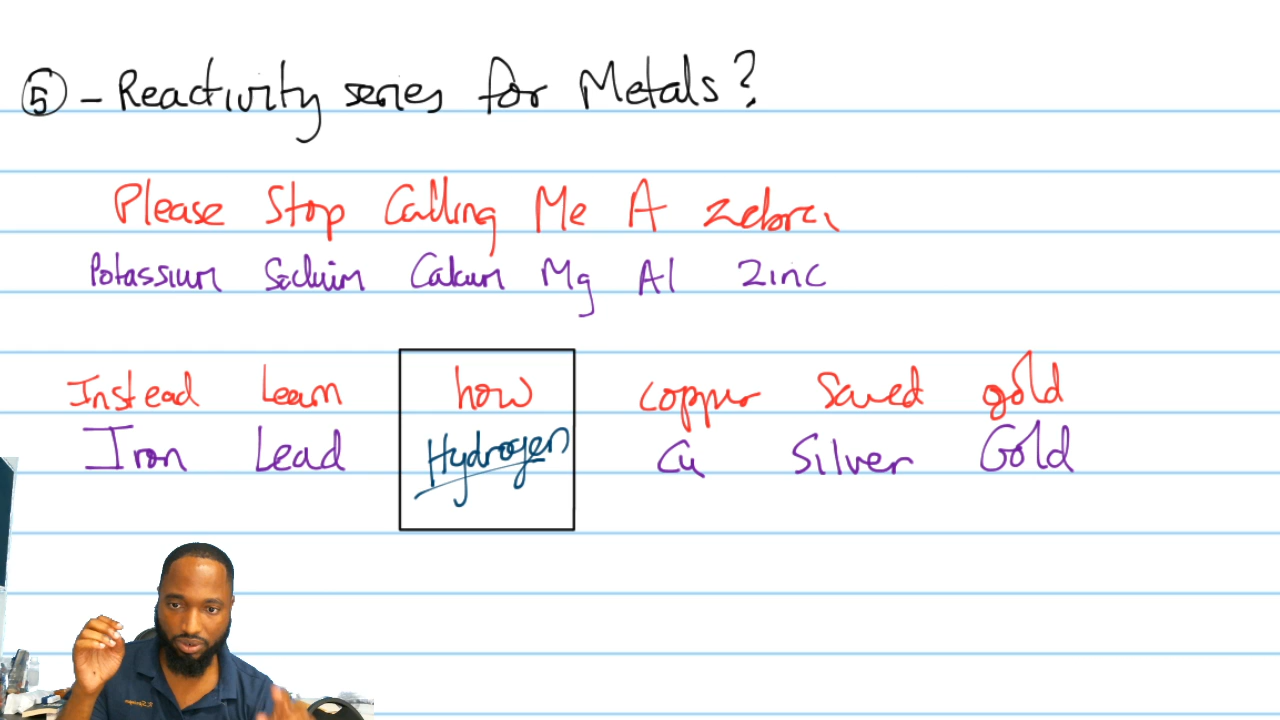 5 - Reactivity series for Metals?
Please Stop Calling Me A Zebra
Potassium Sodium Calcium Mg Al Zinc
Instead Learn how copper Saved gold
Iron Lead Hydrogen Cu Silver Gold